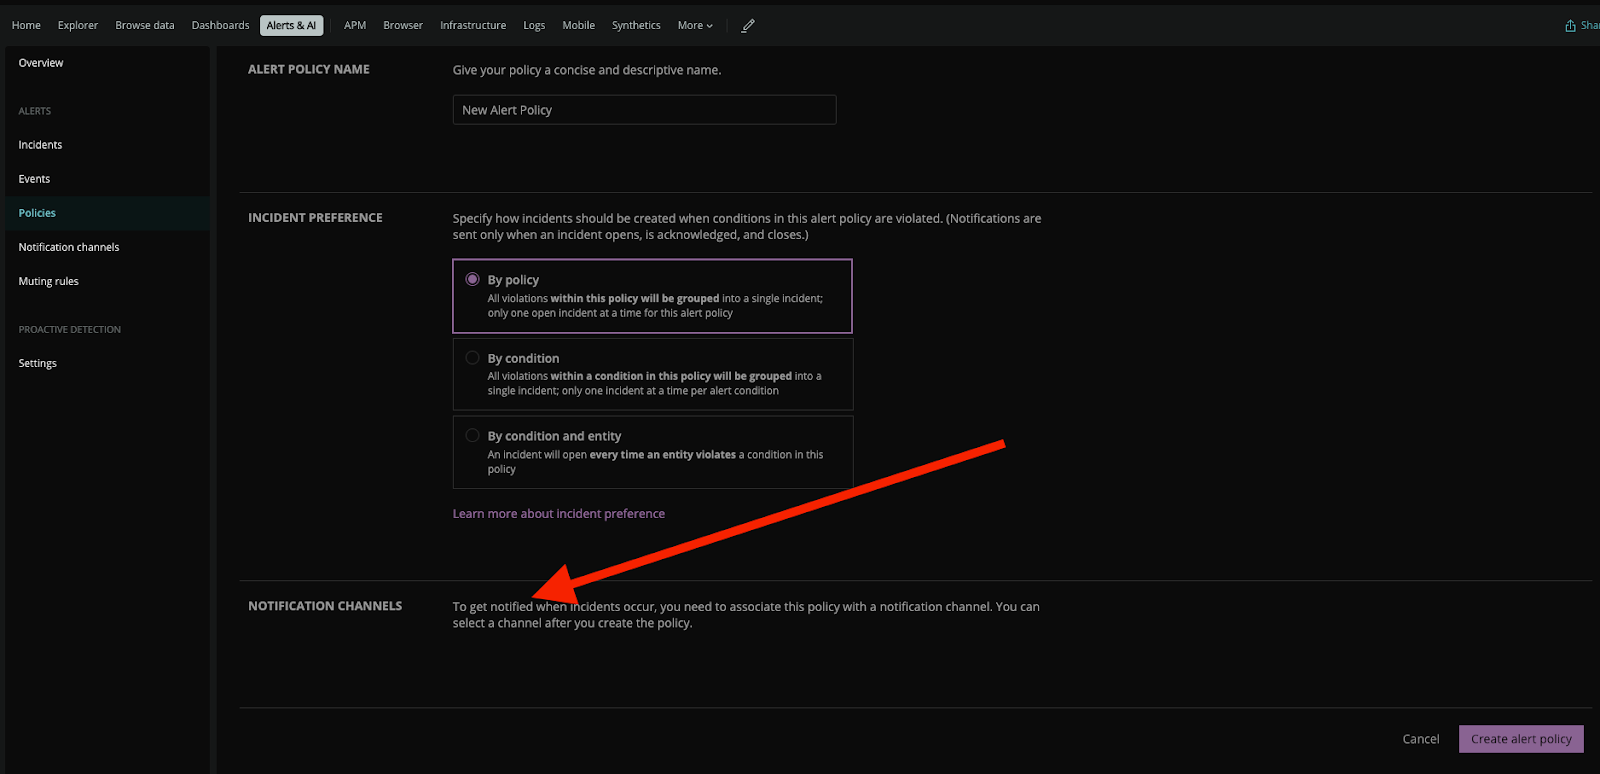 Home Explorer Browse data Dashboards Alerts & AI APM Browser Infrastructure Logs Mobile Synthetics More
Overview
ALERTS
Incidents
Events
Policies
Notification channels
Muting rules
PROACTIVE DETECTION
Settings
ALERT POLICY NAME
Give your policy a concise and descriptive name.
New Alert Policy
INCIDENT PREFERENCE
Specify how incidents should be created when conditions in this alert policy are violated. (Notifications are
sent only when an incident opens, is acknowledged, and closes.)
By policy
All violations within this policy will be grouped into a single incident;
only one open incident at a time for this alert policy
By condition
All violations within a condition in this policy will be grouped into a
single incident; only one incident at a time per alert condition
By condition and entity
An incident will open every time an entity violates a condition in this
policy
Learn more about incident preference
NOTIFICATION CHANNELS
To get notified when incidents occur, you need to associate this policy with a notification channel. You can
select a channel after you create the policy.
Cancel
Create alert policy